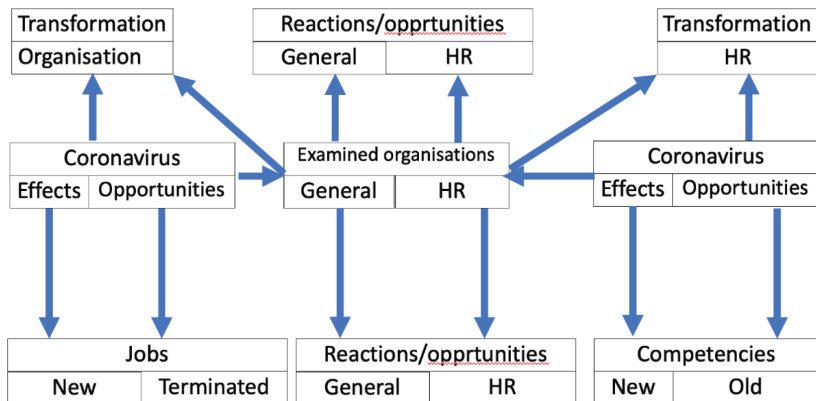 Transformation
Organisation
Reactions/opprtunities
General HR
Transformation
HR
Coronavirus
Effects Opportunities
Examined organisations
General HR
Coronavirus
Effects Opportunities
Jobs
New Terminated
Reactions/opprtunities
General HR
Competencies
New Old